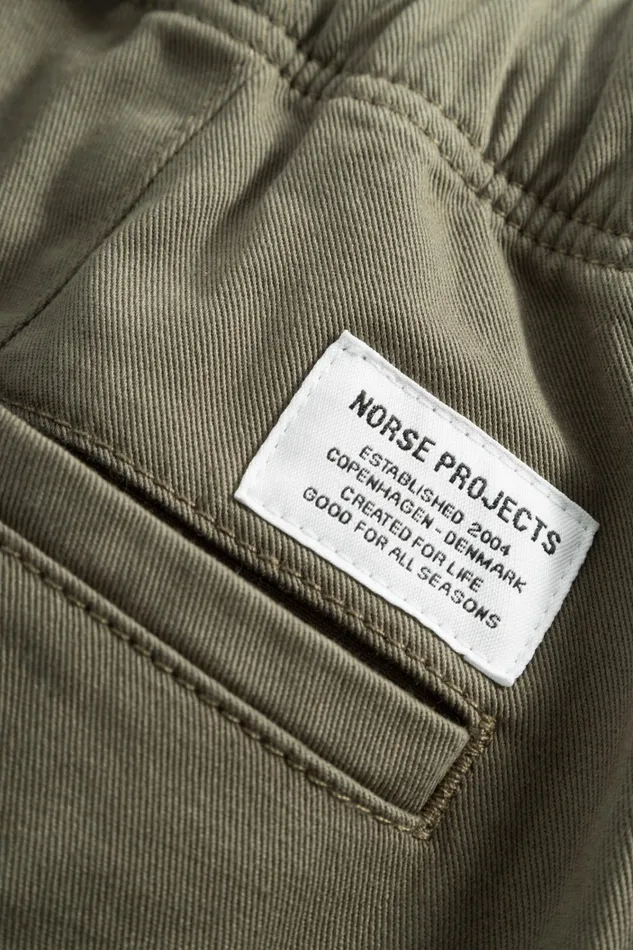 NORSE PROJECTS
ESTABLISHED 2004
COPENHAGEN - DENMARK
CREATED FOR LIFE
GOOD FOR ALL SEASONS